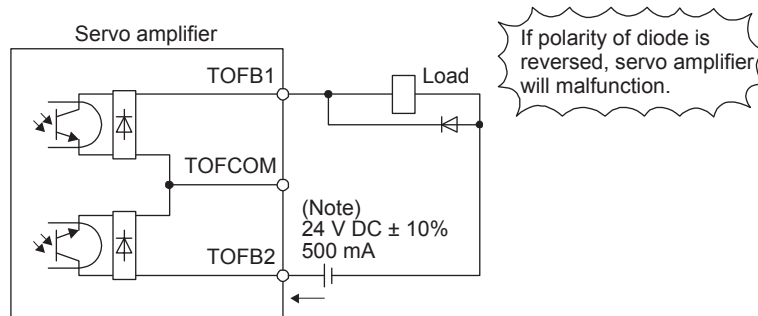 Servo amplifier
If polarity of diode is
reversed, servo amplifier
will malfunction.
TOFB1
Load
TOFCOM
(Note)
24 V DC ± 10%
500 mA
TOFB2